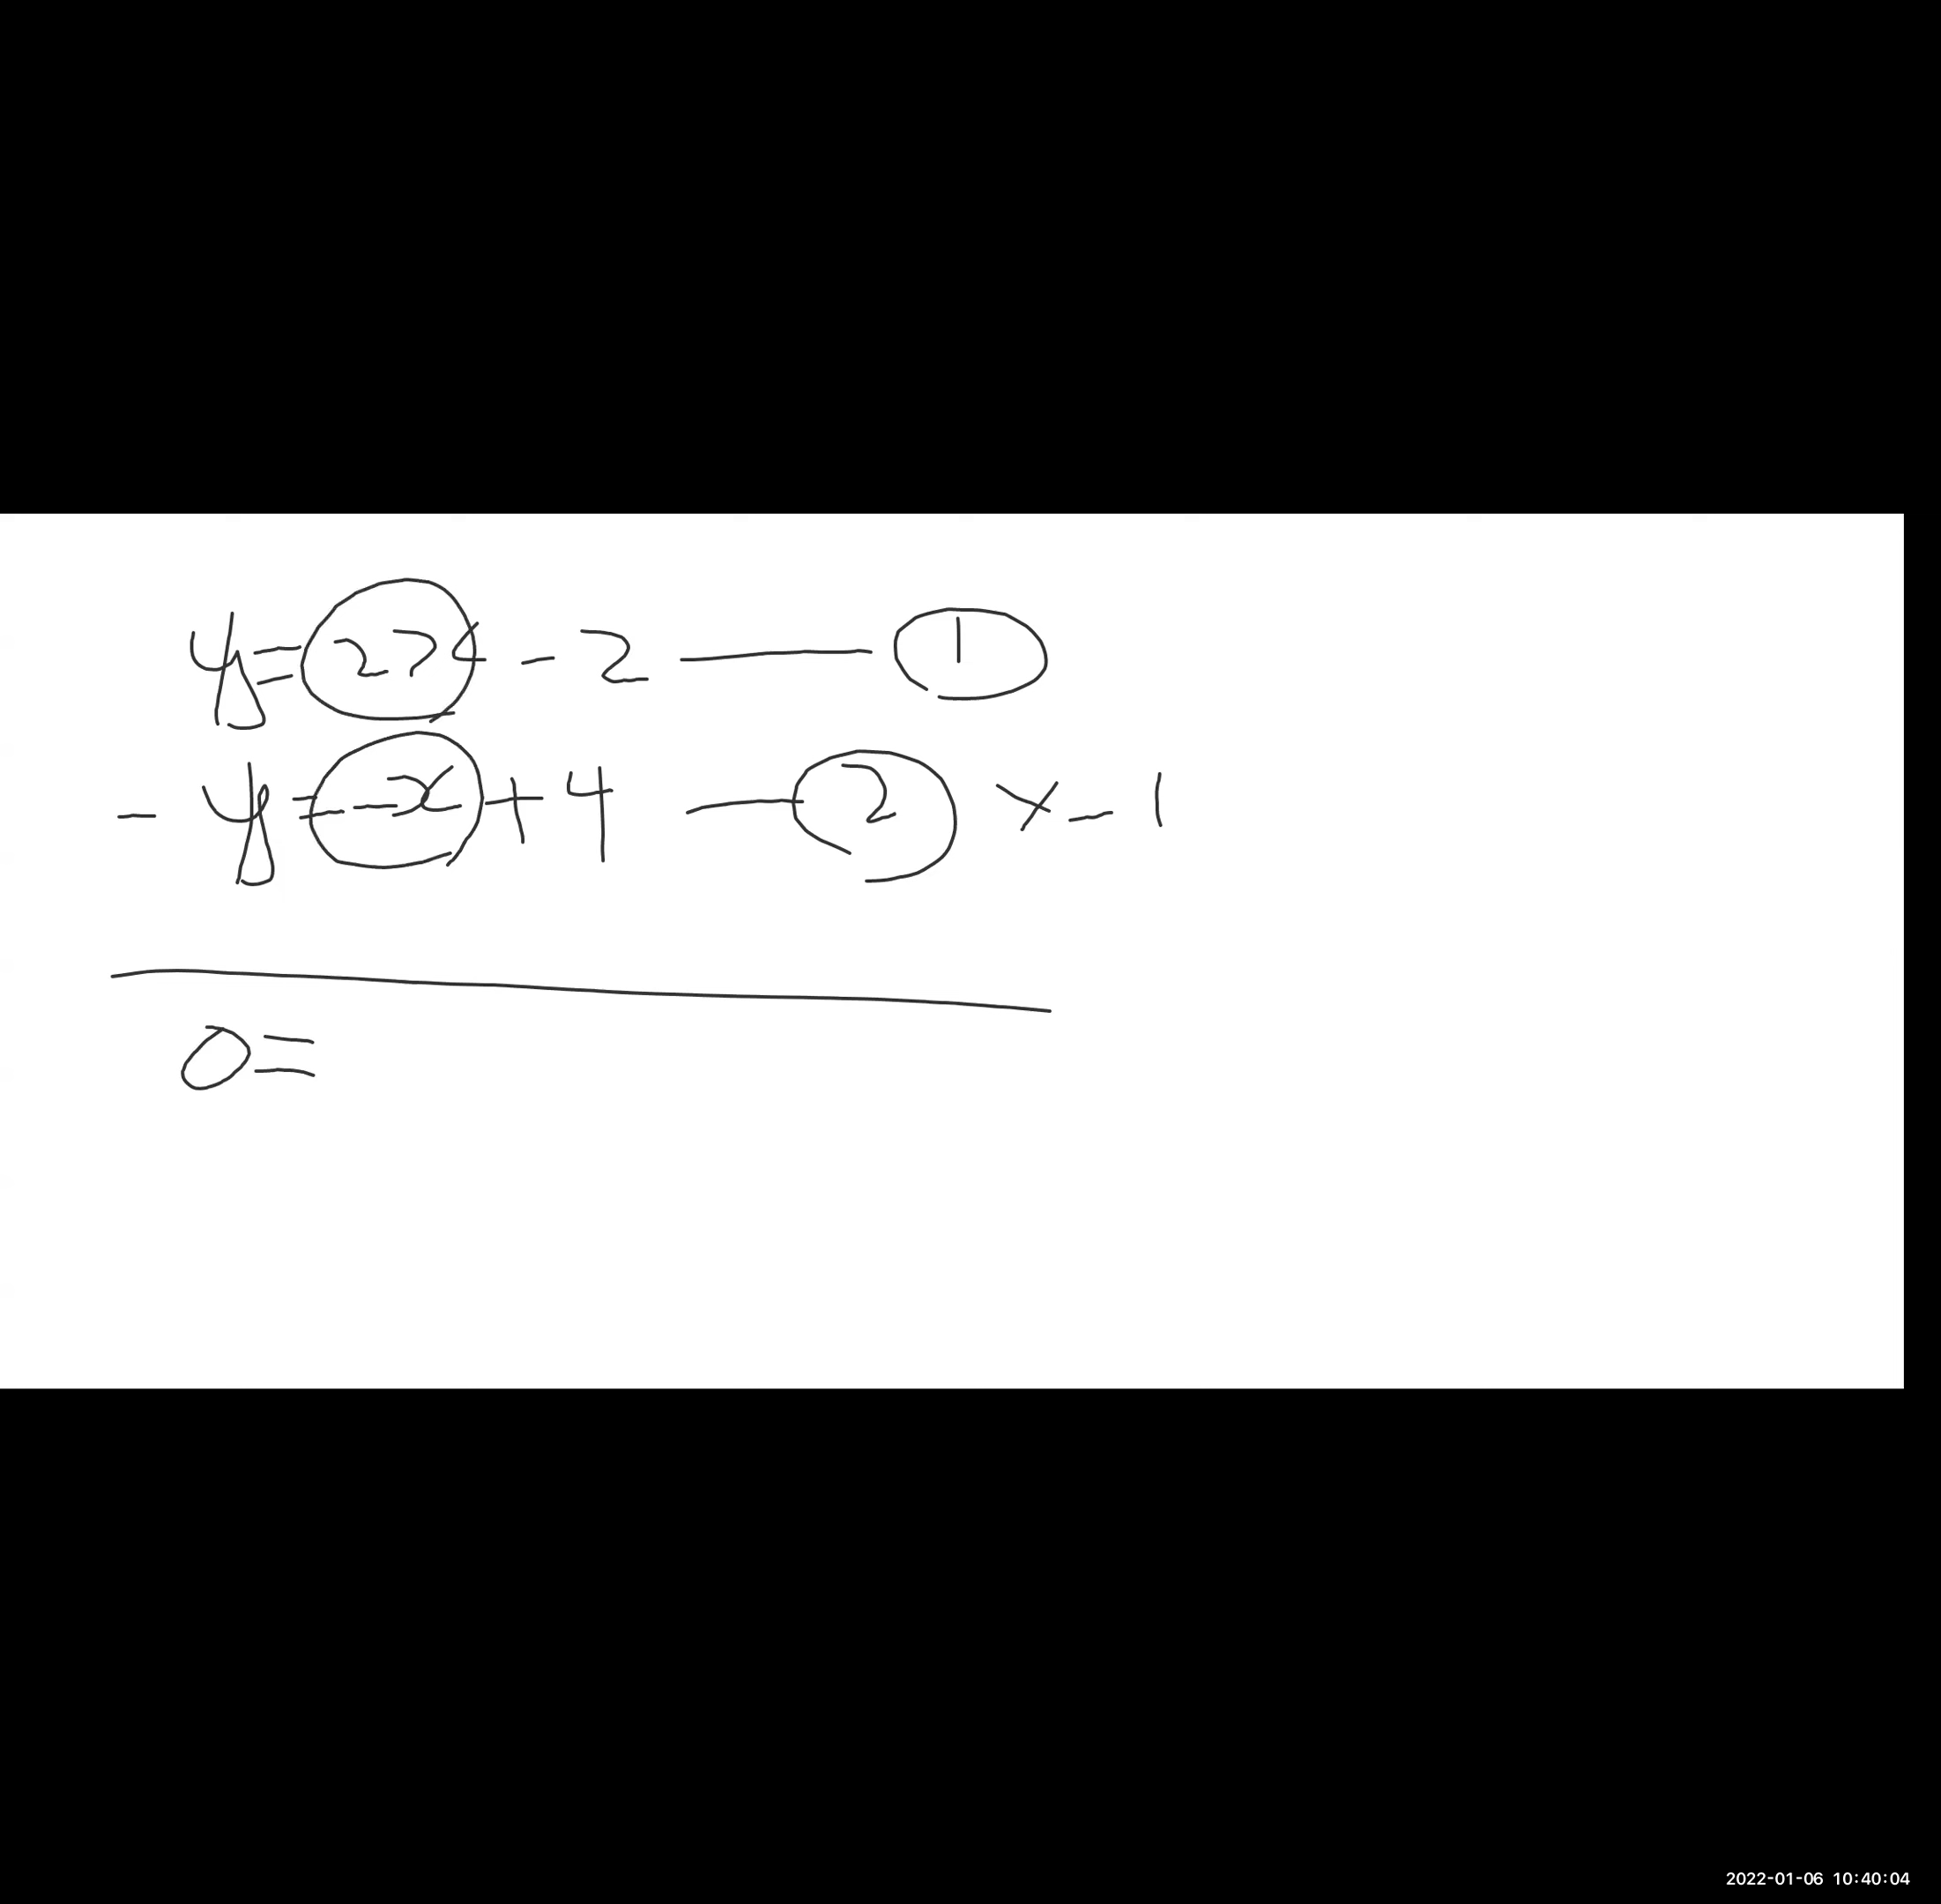 y = 2x - 2 — ①
- y = -x + 4 — ② x - 1
0 =
2022-01-06 10:40:04